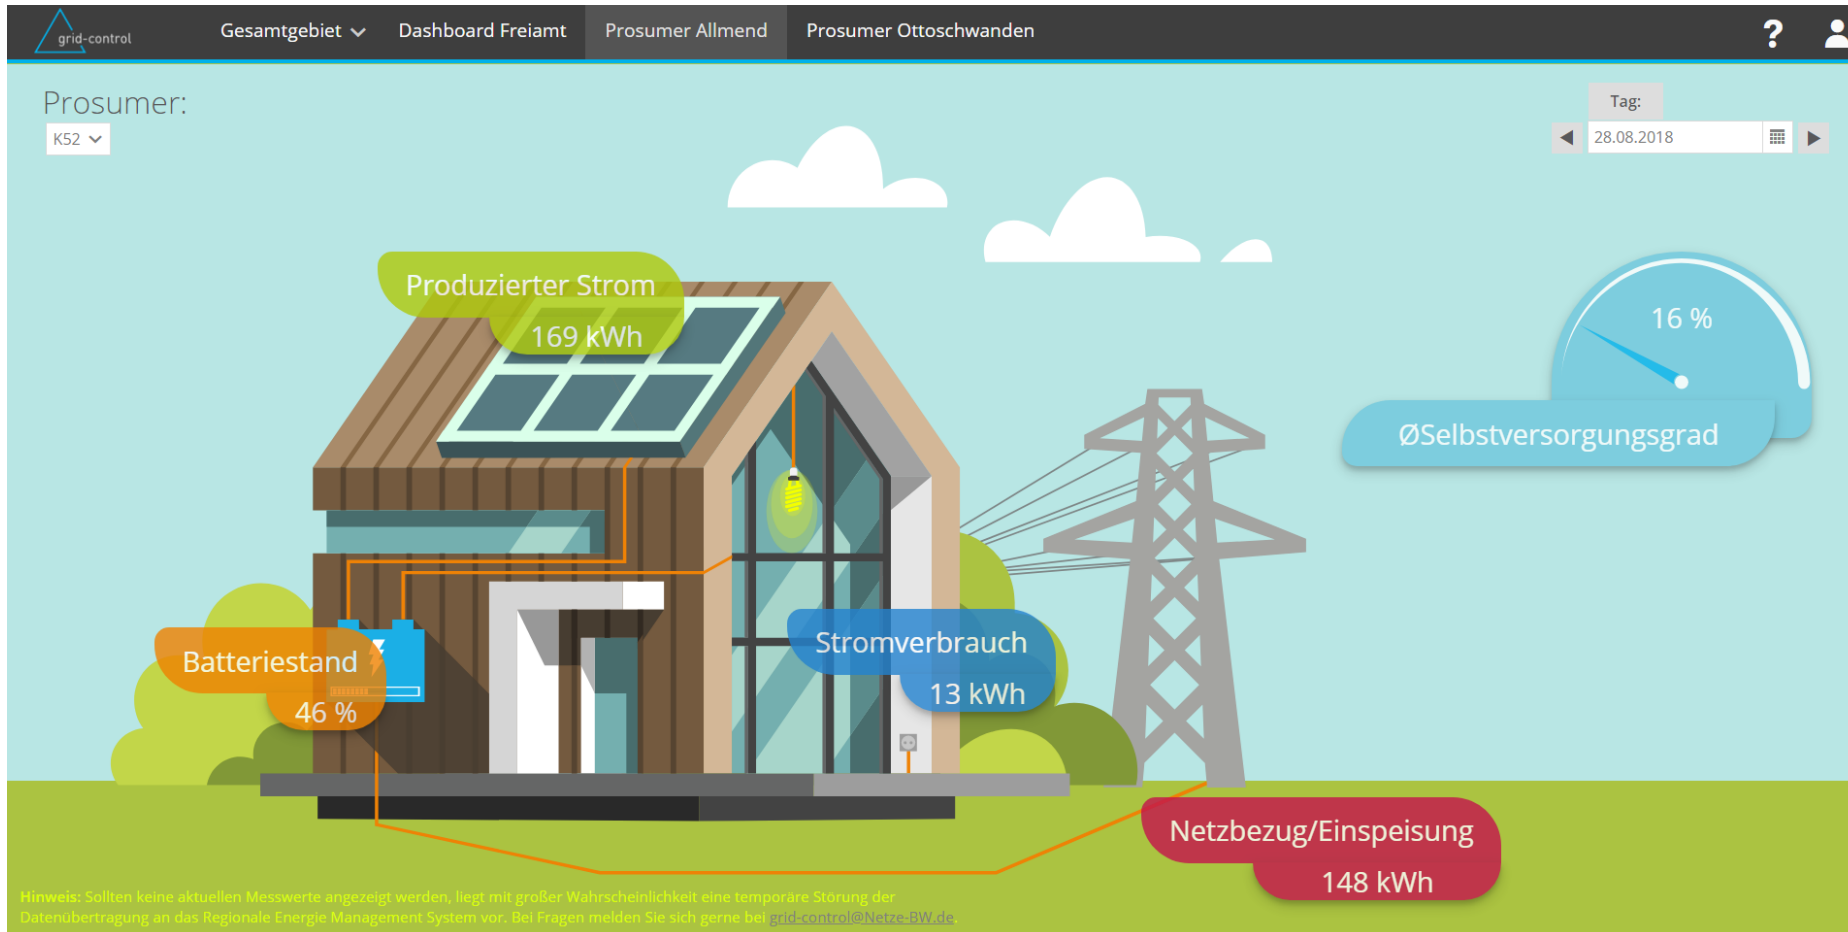 grid-control
Gesamtgebiet
Dashboard Freiamt
Prosumer Allmend
Prosumer Ottoschwanden
?
Prosumer:
K52
Tag:
28.08.2018
Produzierter Strom
169 kWh
16 %
ØSelbstversorgungsgrad
Batteriestand
46 %
Stromverbrauch
13 kWh
Netzbezug/Einspeisung
148 kWh
Hinweis: Sollten keine aktuellen Messwerte angezeigt werden, liegt mit großer Wahrscheinlichkeit eine temporäre Störung der
Datenübertragung an das Regionale Energie Management System vor. Bei Fragen melden Sie sich gerne bei grid-control@Netze-BW.de.